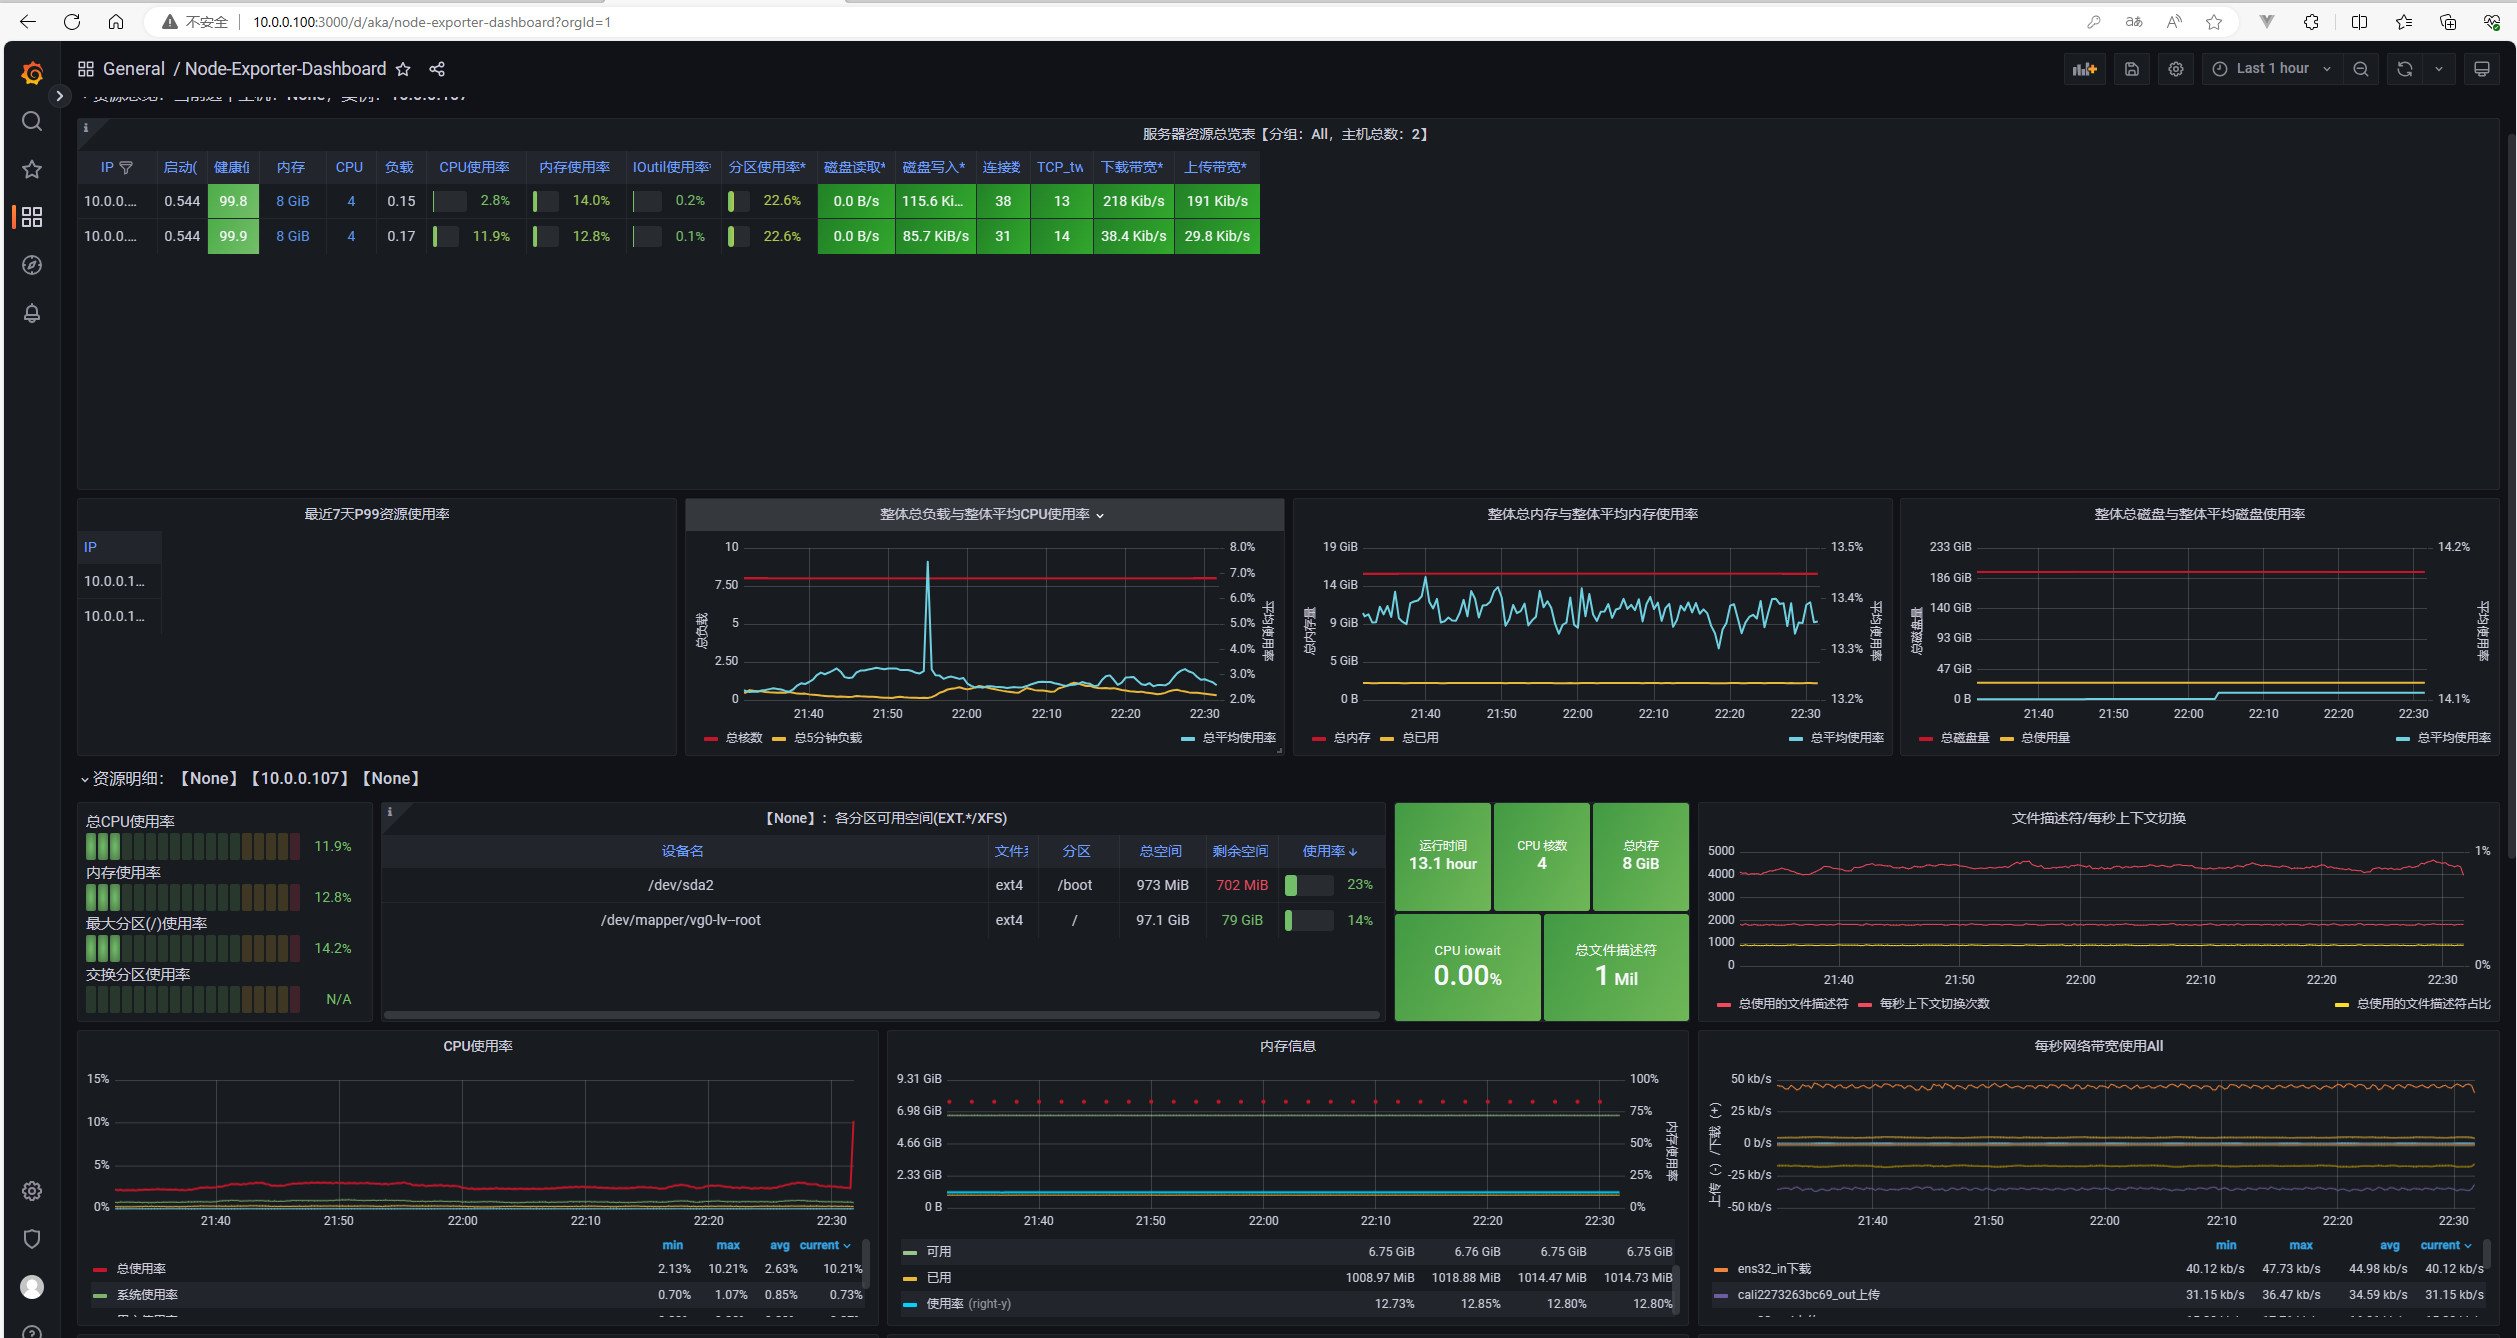 不安全 10.0.0.100:3000/d/aka/node-exporter-dashboard?orgId=1
General / Node-Exporter-Dashboard
Last 1 hour
服务器资源总览表【分组：All，主机总数：2】
IP 启动( 健康值 内存 CPU 负载 CPU使用率 内存使用率 IOutil使用率* 分区使用率* 磁盘读取* 磁盘写入* 连接数 TCP_tw 下载带宽* 上传带宽*
10.0.0.... 0.544 99.8 8 GiB 4 0.15 2.8% 14.0% 0.2% 22.6% 0.0 B/s 115.6 Ki... 38 13 218 Kib/s 191 Kib/s
10.0.0.... 0.544 99.9 8 GiB 4 0.17 11.9% 12.8% 0.1% 22.6% 0.0 B/s 85.7 KiB/s 31 14 38.4 Kib/s 29.8 Kib/s
最近7天P99资源使用率
IP
10.0.0.1...
10.0.0.1...
整体总负载与整体平均CPU使用率
10
7.50
5
2.50
0
8.0%
7.0%
6.0%
5.0%
4.0%
3.0%
2.0%
总负载
平均使用率
21:40 21:50 22:00 22:10 22:20 22:30
总核数 总5分钟负载 总平均使用率
整体总内存与整体平均内存使用率
19 GiB
14 GiB
9 GiB
5 GiB
0 B
13.5%
13.4%
13.3%
13.2%
总内存量
平均使用率
21:40 21:50 22:00 22:10 22:20 22:30
总内存 总已用 总平均使用率
整体总磁盘与整体平均磁盘使用率
233 GiB
186 GiB
140 GiB
93 GiB
47 GiB
0 B
14.2%
14.1%
总磁盘量
平均使用率
21:40 21:50 22:00 22:10 22:20 22:30
总磁盘量 总使用量 总平均使用率
资源明细：【None】【10.0.0.107】【None】
总CPU使用率
11.9%
内存使用率
12.8%
最大分区(/)使用率
14.2%
交换分区使用率
N/A
【None】：各分区可用空间(EXT.*/XFS)
设备名 文件系 分区 总空间 剩余空间 使用率
/dev/sda2 ext4 /boot 973 MiB 702 MiB 23%
/dev/mapper/vg0-lv--root ext4 / 97.1 GiB 79 GiB 14%
运行时间
13.1 hour
CPU 核数
4
总内存
8 GiB
CPU iowait
0.00%
总文件描述符
1 Mil
文件描述符/每秒上下文切换
5000
4000
3000
2000
1000
0
1%
0%
21:40 21:50 22:00 22:10 22:20 22:30
总使用的文件描述符 每秒上下文切换次数 总使用的文件描述符占比
CPU使用率
15%
10%
5%
0%
21:40 21:50 22:00 22:10 22:20 22:30
min max avg current
总使用率 2.13% 10.21% 2.63% 10.21%
系统使用率 0.70% 1.07% 0.85% 0.73%
内存信息
9.31 GiB
6.98 GiB
4.66 GiB
2.33 GiB
0 B
100%
75%
50%
25%
0%
内存使用率
21:40 21:50 22:00 22:10 22:20 22:30
可用 6.75 GiB 6.76 GiB 6.75 GiB 6.75 GiB
已用 1008.97 MiB 1018.88 MiB 1014.47 MiB 1014.73 MiB
使用率 (right-y) 12.73% 12.85% 12.80% 12.80%
每秒网络带宽使用All
50 kb/s
25 kb/s
0 b/s
-25 kb/s
-50 kb/s
上传 (-) / 下载 (+)
21:40 21:50 22:00 22:10 22:20 22:30
min max avg current
ens32_in下载 40.12 kb/s 47.73 kb/s 44.98 kb/s 40.12 kb/s
cali2273263bc69_out上传 31.15 kb/s 36.47 kb/s 34.59 kb/s 31.15 kb/s